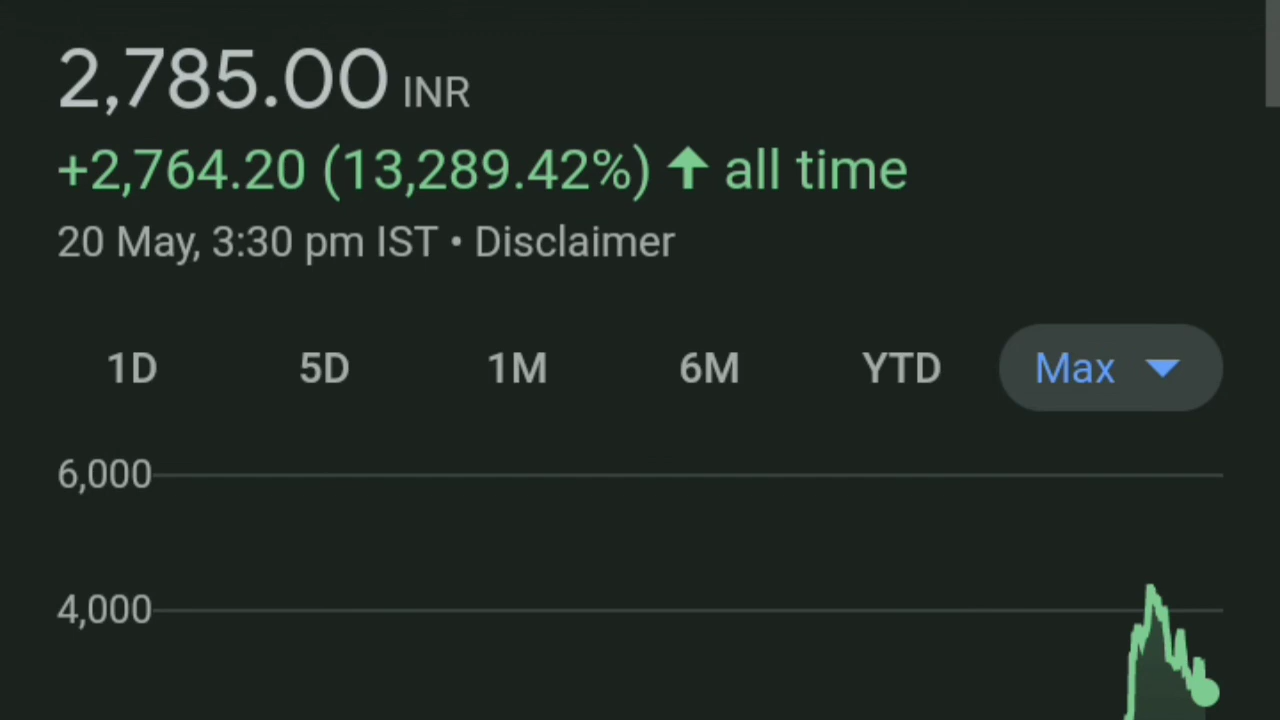 2,785.00 INR
+2,764.20 (13,289.42%) ↑ all time
20 May, 3:30 pm IST • Disclaimer
1D 5D 1M 6M YTD Max
6,000
4,000